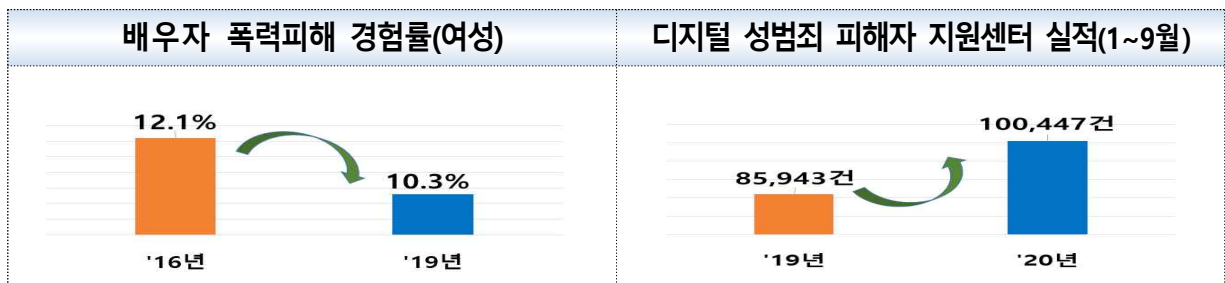 배우자 폭력피해 경험률(여성)
12.1%
10.3%
'16년
'19년
디지털 성범죄 피해자 지원센터 실적(1~9월)
100,447건
85,943건
'19년
'20년